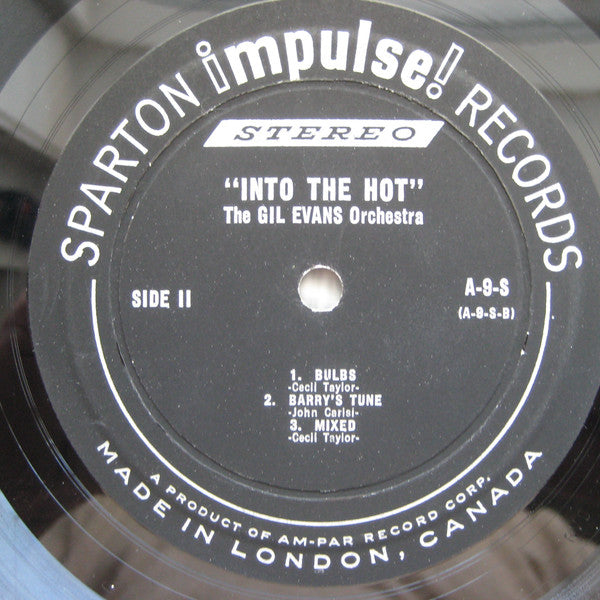 SPARTON impulse! RECORDS
STEREO
"INTO THE HOT"
The GIL EVANS Orchestra
SIDE II
A-9-S
(A-9-S-B)
1. BULBS
-Cecil Taylor-
2. BARRY'S TUNE
-John Carisi-
3. MIXED
-Cecil Taylor-
A PRODUCT OF AM-PAR RECORD CORP.
MADE IN LONDON, CANADA